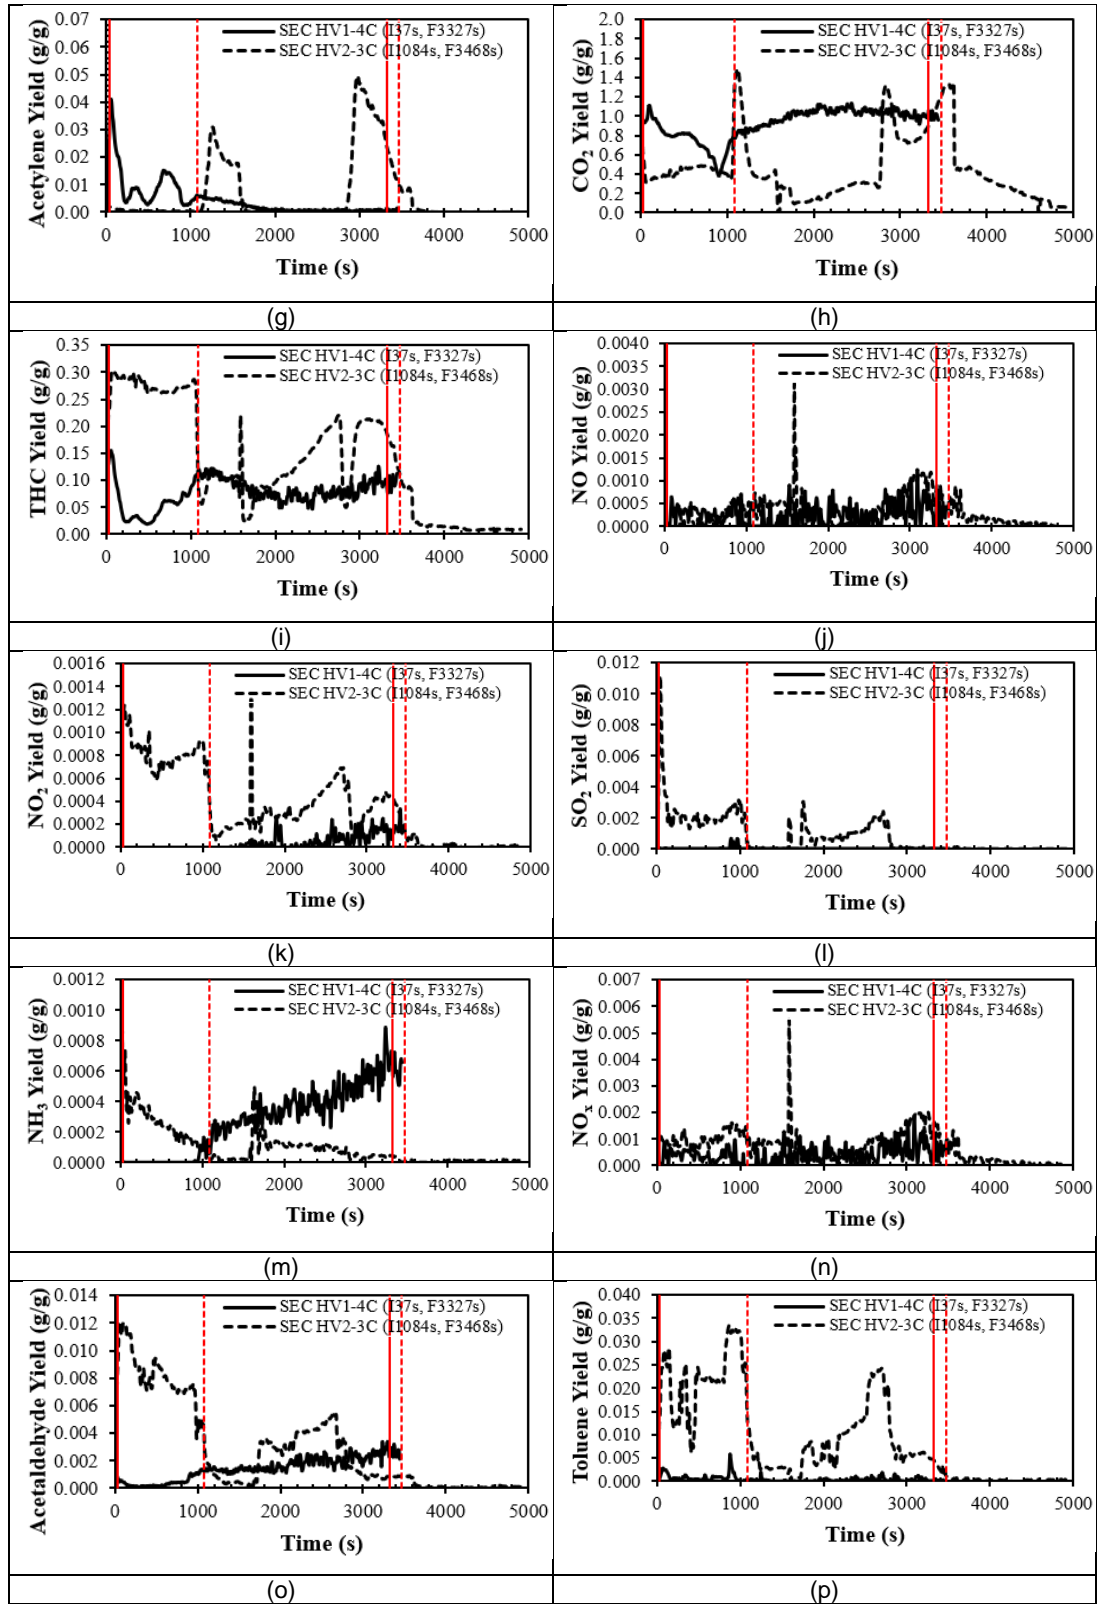 Acetylene Yield (g/g)
0.07
0.06
0.05
0.04
0.03
0.02
0.01
0.00
SEC HV1-4C (I37s, F3327s)
SEC HV2-3C (I1084s, F3468s)
0 1000 2000 3000 4000 5000
Time (s)
(g)
CO2 Yield (g/g)
2.0
1.8
1.6
1.4
1.2
1.0
0.8
0.6
0.4
0.2
0.0
SEC HV1-4C (I37s, F3327s)
SEC HV2-3C (I1084s, F3468s)
0 1000 2000 3000 4000 5000
Time (s)
(h)
THC Yield (g/g)
0.35
0.30
0.25
0.20
0.15
0.10
0.05
0.00
SEC HV1-4C (I37s, F3327s)
SEC HV2-3C (I1084s, F3468s)
0 1000 2000 3000 4000 5000
Time (s)
(i)
NO Yield (g/g)
0.0040
0.0035
0.0030
0.0025
0.0020
0.0015
0.0010
0.0005
0.0000
SEC HV1-4C (I37s, F3327s)
SEC HV2-3C (I1084s, F3468s)
0 1000 2000 3000 4000 5000
Time (s)
(j)
NO2 Yield (g/g)
0.0016
0.0014
0.0012
0.0010
0.0008
0.0006
0.0004
0.0002
0.0000
SEC HV1-4C (I37s, F3327s)
SEC HV2-3C (I1084s, F3468s)
0 1000 2000 3000 4000 5000
Time (s)
(k)
SO2 Yield (g/g)
0.012
0.010
0.008
0.006
0.004
0.002
0.000
SEC HV1-4C (I37s, F3327s)
SEC HV2-3C (I1084s, F3468s)
0 1000 2000 3000 4000 5000
Time (s)
(l)
NH3 Yield (g/g)
0.0012
0.0010
0.0008
0.0006
0.0004
0.0002
0.0000
SEC HV1-4C (I37s, F3327s)
SEC HV2-3C (I1084s, F3468s)
0 1000 2000 3000 4000 5000
Time (s)
(m)
NOx Yield (g/g)
0.007
0.006
0.005
0.004
0.003
0.002
0.001
0.000
SEC HV1-4C (I37s, F3327s)
SEC HV2-3C (I1084s, F3468s)
0 1000 2000 3000 4000 5000
Time (s)
(n)
Acetaldehyde Yield (g/g)
0.014
0.012
0.010
0.008
0.006
0.004
0.002
0.000
SEC HV1-4C (I37s, F3327s)
SEC HV2-3C (I1084s, F3468s)
0 1000 2000 3000 4000 5000
Time (s)
(o)
Toluene Yield (g/g)
0.040
0.035
0.030
0.025
0.020
0.015
0.010
0.005
0.000
SEC HV1-4C (I37s, F3327s)
SEC HV2-3C (I1084s, F3468s)
0 1000 2000 3000 4000 5000
Time (s)
(p)